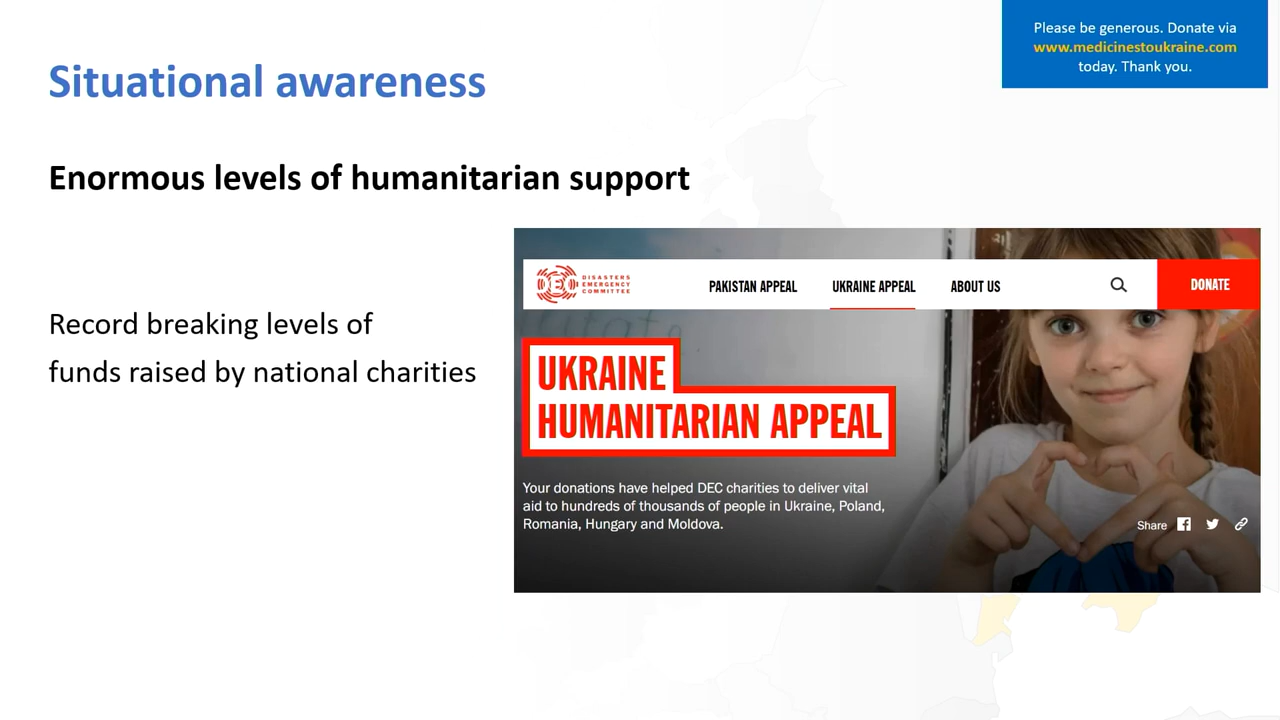 Please be generous. Donate via
www.medicinestoukraine.com
today. Thank you.
Situational awareness
Enormous levels of humanitarian support
Record breaking levels of
funds raised by national charities
DEC
DISASTERS
EMERGENCY
COMMITTEE
PAKISTAN APPEAL
UKRAINE APPEAL
ABOUT US
DONATE
UKRAINE
HUMANITARIAN APPEAL
Your donations have helped DEC charities to deliver vital
aid to hundreds of thousands of people in Ukraine, Poland,
Romania, Hungary and Moldova.
Share